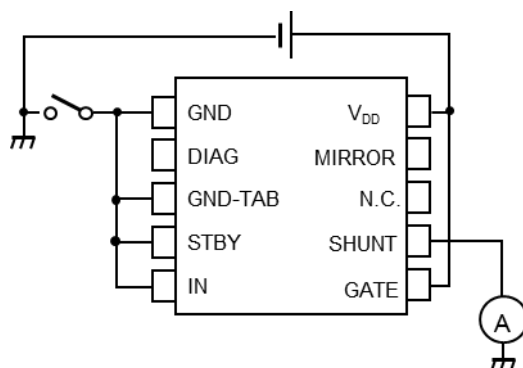 GND
DIAG
GND-TAB
STBY
IN
VDD
MIRROR
N.C.
SHUNT
GATE
A